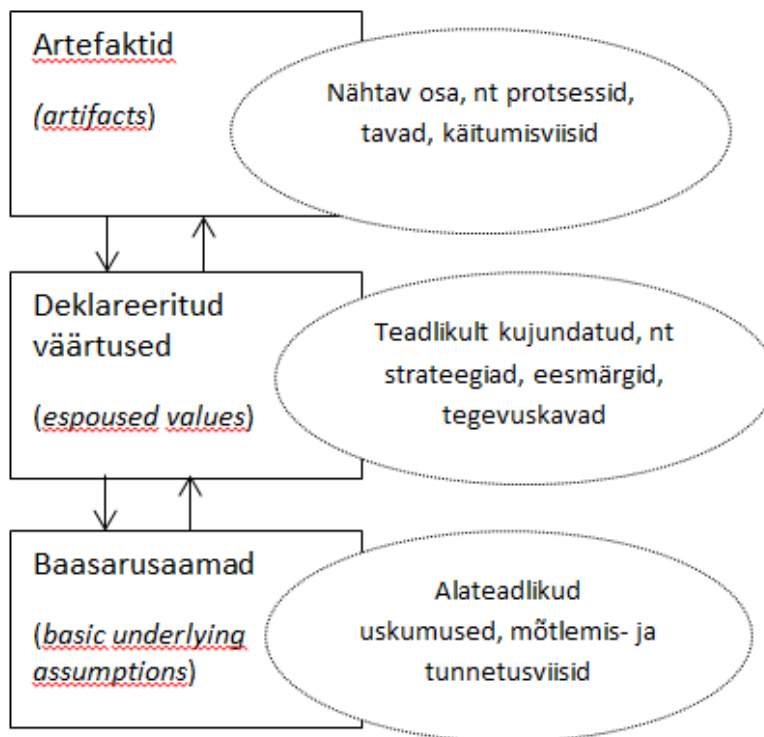 Artefaktid
(artifacts)
Nähtav osa, nt protsessid,
tavad, käitumisviisid
Deklareeritud
väärtused
(espoused values)
Teadlikult kujundatud, nt
strateegiad, eesmärgid,
tegevuskavad
Baasarusaamad
(basic underlying
assumptions)
Alateadlikud
uskumused, mõtlemis- ja
tunnetusviisid